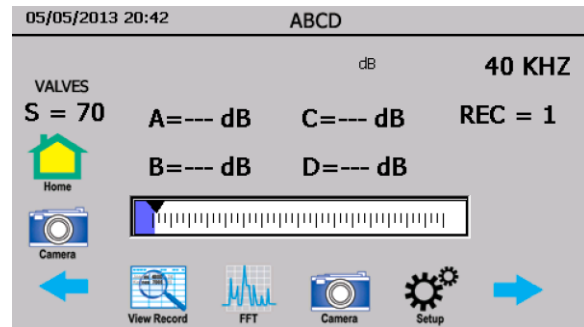 05/05/2013 20:42 ABCD
dB 40 KHZ
VALVES
S = 70 A=--- dB C=--- dB REC = 1
B=--- dB D=--- dB
Home
Camera
View Record FFT Camera Setup